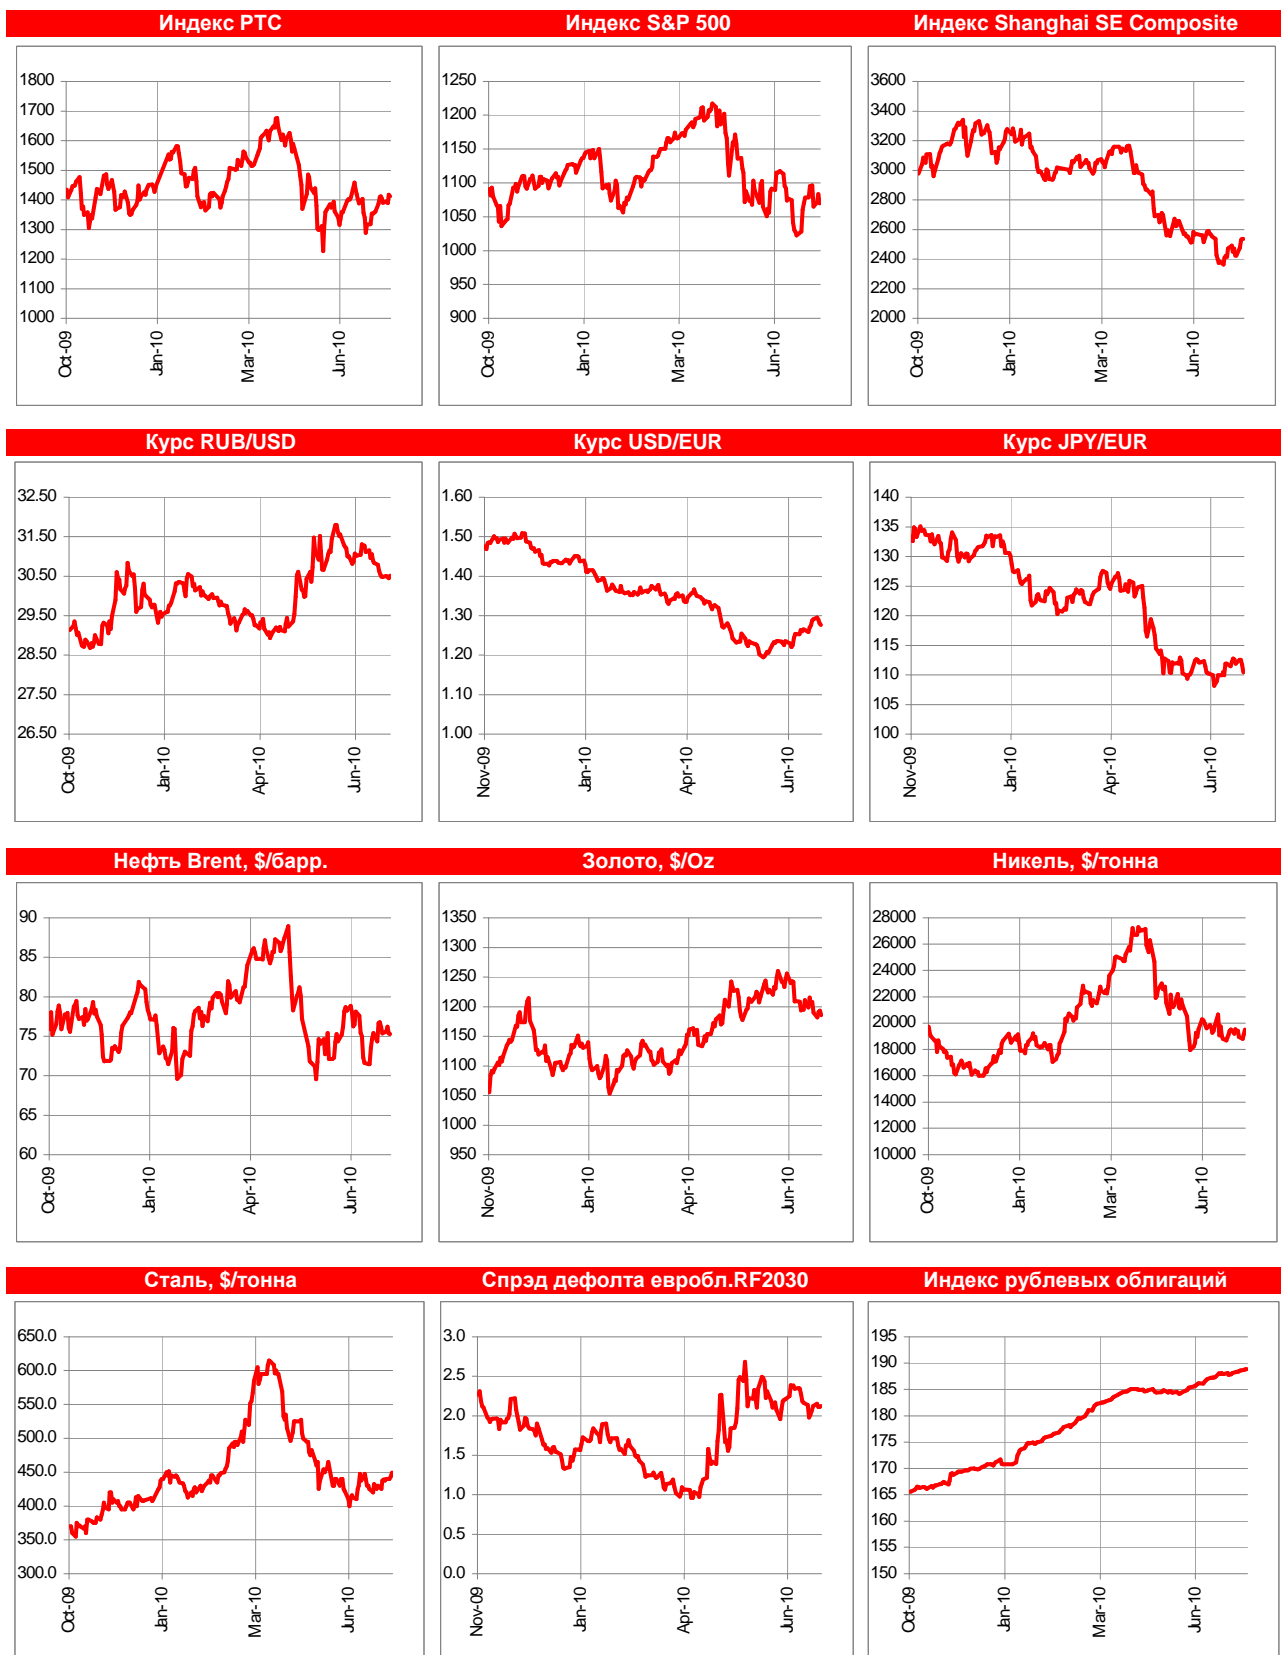 Индекс РТС
1800
1700
1600
1500
1400
1300
1200
1100
1000
Oct-09
Jan-10
Mar-10
Jun-10
Индекс S&P 500
1250
1200
1150
1100
1050
1000
950
900
Oct-09
Jan-10
Mar-10
Jun-10
Индекс Shanghai SE Composite
3600
3400
3200
3000
2800
2600
2400
2200
2000
Oct-09
Jan-10
Mar-10
Jun-10
Курс RUB/USD
32.50
31.50
30.50
29.50
28.50
27.50
26.50
Oct-09
Jan-10
Apr-10
Jun-10
Курс USD/EUR
1.60
1.50
1.40
1.30
1.20
1.10
1.00
Nov-09
Jan-10
Apr-10
Jun-10
Курс JPY/EUR
140
135
130
125
120
115
110
105
100
Nov-09
Jan-10
Apr-10
Jun-10
Нефть Brent, $/барр.
90
85
80
75
70
65
60
Oct-09
Jan-10
Apr-10
Jun-10
Золото, $/Oz
1350
1300
1250
1200
1150
1100
1050
1000
950
Nov-09
Jan-10
Apr-10
Jun-10
Никель, $/тонна
28000
26000
24000
22000
20000
18000
16000
14000
12000
10000
Oct-09
Jan-10
Mar-10
Jun-10
Сталь, $/тонна
650.0
600.0
550.0
500.0
450.0
400.0
350.0
300.0
Oct-09
Jan-10
Mar-10
Jun-10
Спрэд дефолта евробл.RF2030
3.0
2.5
2.0
1.5
1.0
0.5
0.0
Nov-09
Jan-10
Apr-10
Jun-10
Индекс рублевых облигаций
195
190
185
180
175
170
165
160
155
150
Oct-09
Jan-10
Mar-10
Jun-10